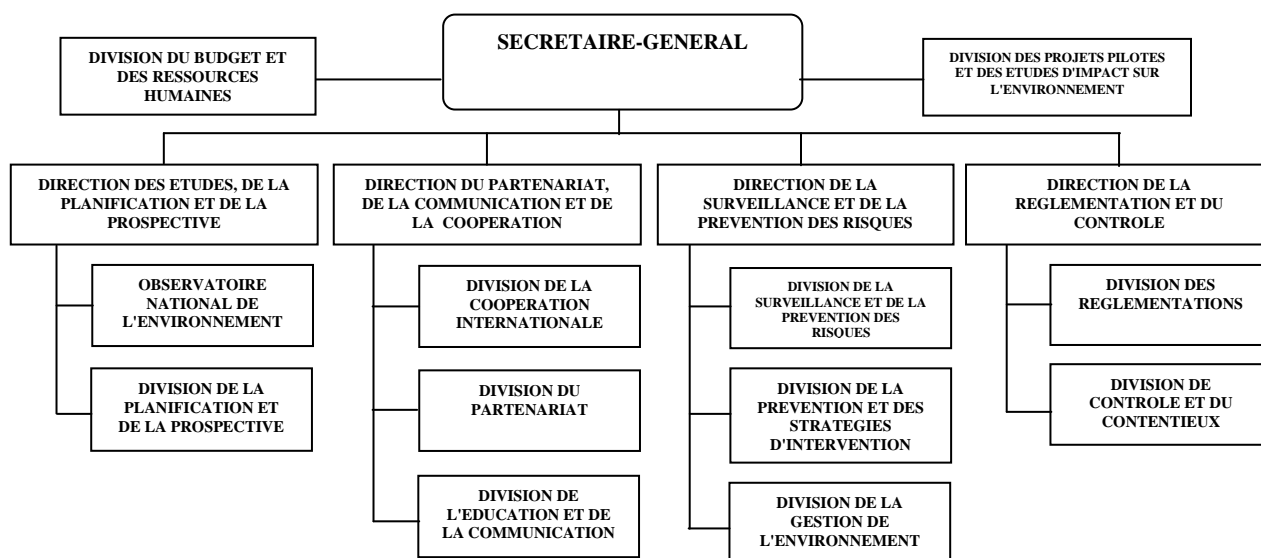 SECRETAIRE-GENERAL
DIVISION DU BUDGET ET
DES RESSOURCES
HUMAINES
DIVISION DES PROJETS PILOTES
ET DES ETUDES D'IMPACT SUR
L'ENVIRONNEMENT
DIRECTION DES ETUDES, DE LA
PLANIFICATION ET DE LA
PROSPECTIVE
OBSERVATOIRE
NATIONAL DE
L'ENVIRONNEMENT
DIVISION DE LA
PLANIFICATION ET
DE LA PROSPECTIVE
DIRECTION DU PARTENARIAT,
DE LA COMMUNICATION ET DE
LA COOPERATION
DIVISION DE LA
COOPERATION
INTERNATIONALE
DIVISION DU
PARTENARIAT
DIVISION DE
L'EDUCATION ET DE
LA COMMUNICATION
DIRECTION DE LA
SURVEILLANCE ET DE LA
PREVENTION DES RISQUES
DIVISION DE LA
SURVEILLANCE ET DE LA
PREVENTION DES
RISQUES
DIVISION DE LA
PREVENTION ET DES
STRATEGIES
D'INTERVENTION
DIVISION DE LA
GESTION DE
L'ENVIRONNEMENT
DIRECTION DE LA
REGLEMENTATION ET DU
CONTROLE
DIVISION DES
REGLEMENTATIONS
DIVISION DE
CONTROLE ET DU
CONTENTIEUX